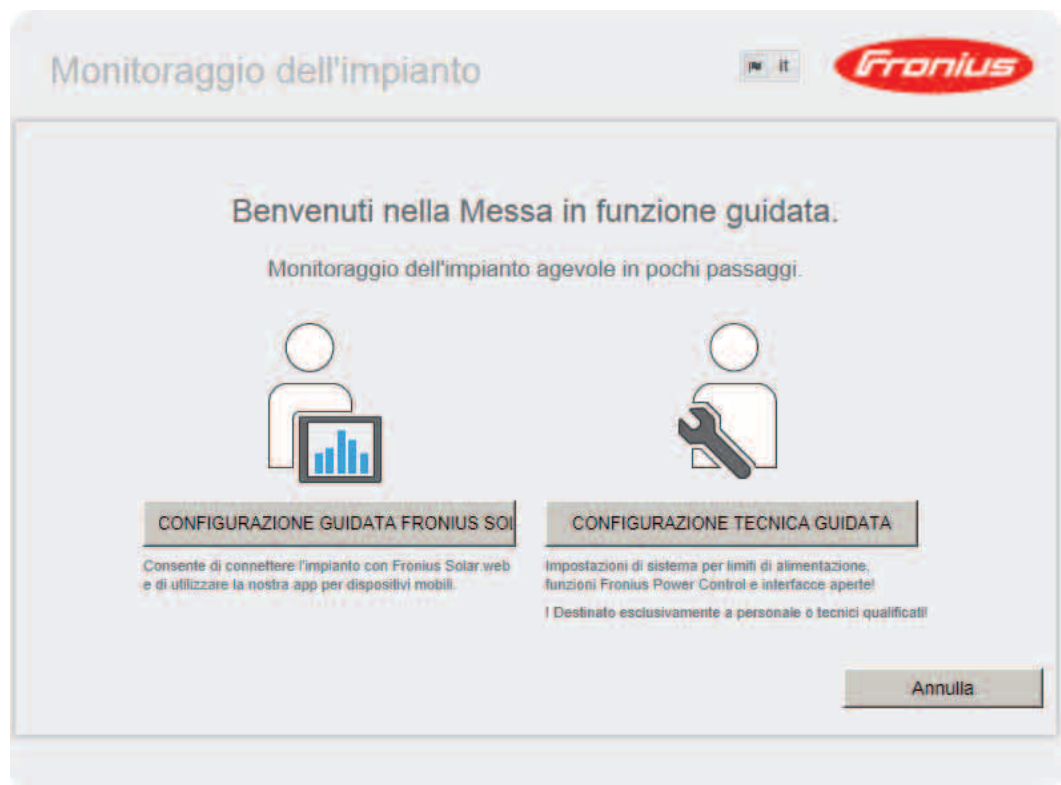 Monitoraggio dell'impianto
it
Fronius
Benvenuti nella Messa in funzione guidata.
Monitoraggio dell'impianto agevole in pochi passaggi.
CONFIGURAZIONE GUIDATA FRONIUS SOL
Consente di connettere l'impianto con Fronius Solar.web
e di utilizzare la nostra app per dispositivi mobili.
CONFIGURAZIONE TECNICA GUIDATA
Impostazioni di sistema per limiti di alimentazione,
funzioni Fronius Power Control e interfacce aperte!
! Destinato esclusivamente a personale o tecnici qualificati!
Annulla